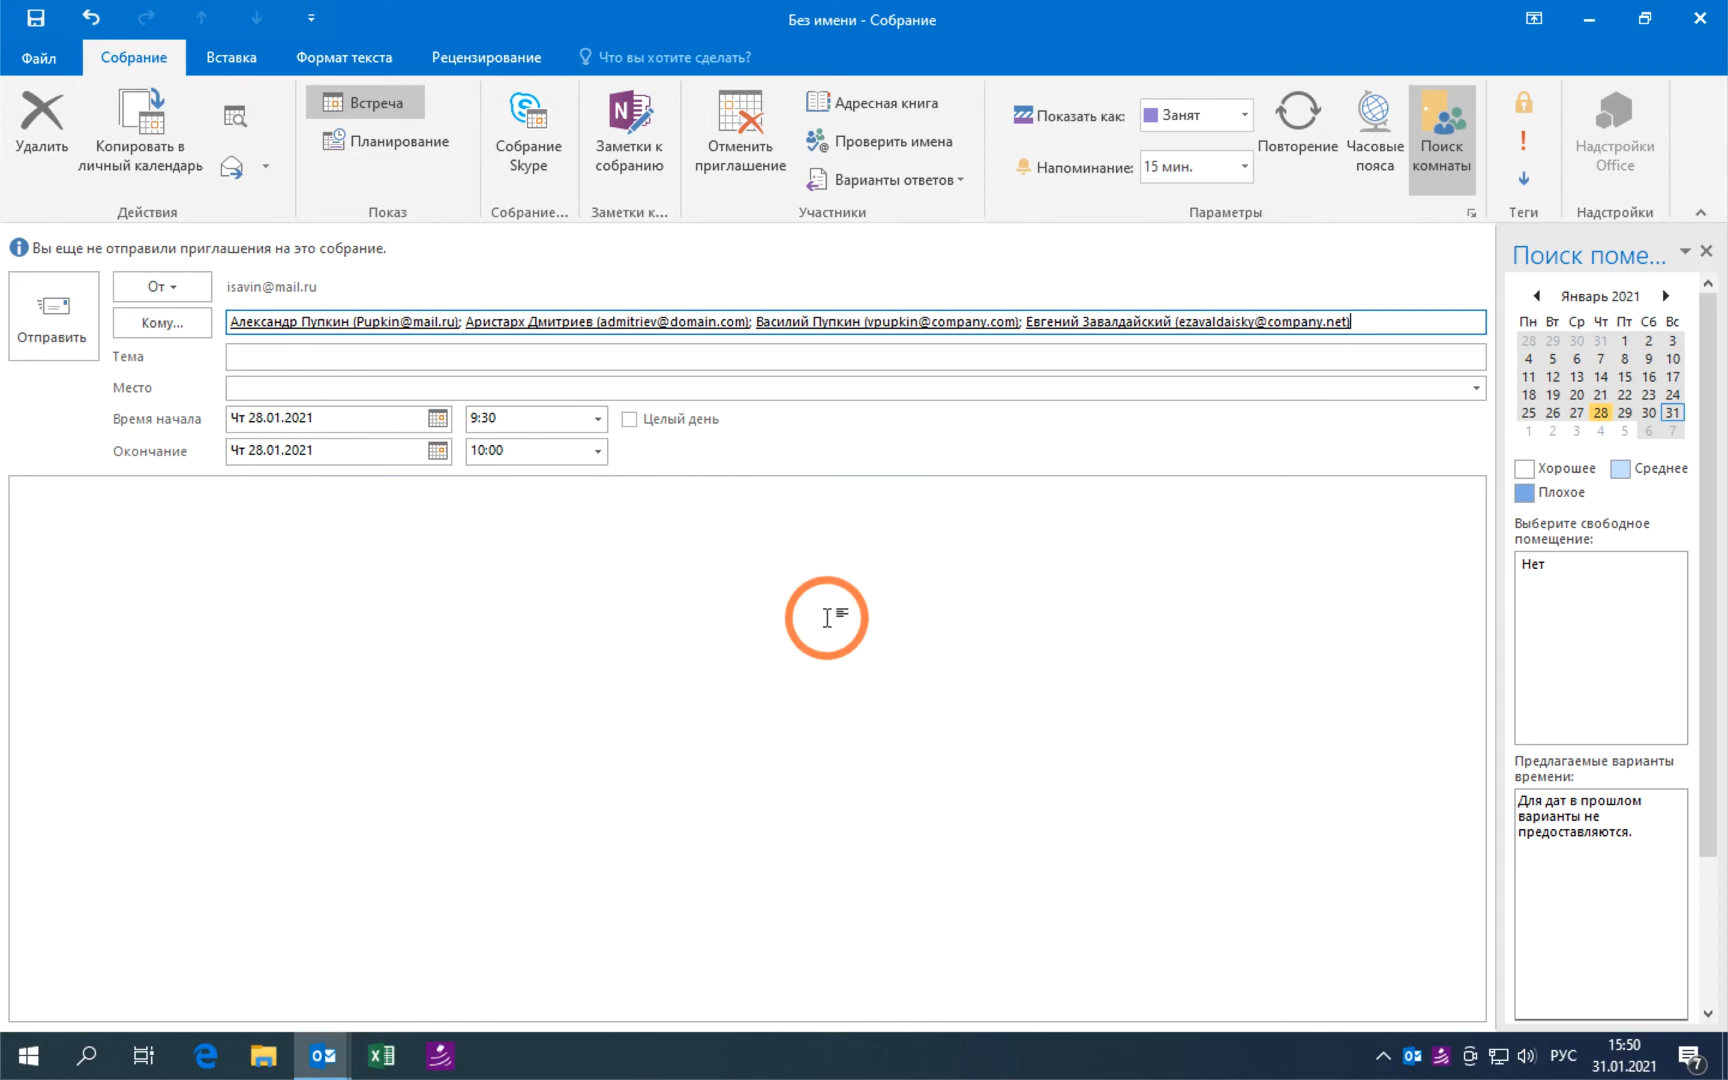 Без имени - Собрание
Файл Собрание Вставка Формат текста Рецензирование Что вы хотите сделать?
Удалить
Копировать в личный календарь
Действия
Встреча
Планирование
Показ
Собрание Skype
Собрание...
Заметки к собранию
Заметки к...
Отменить приглашение
Адресная книга
Проверить имена
Варианты ответов
Участники
Показать как: Занят
Напоминание: 15 мин.
Повторение
Часовые пояса
Поиск комнаты
Параметры
Теги
Надстройки Office
Надстройки
Вы еще не отправили приглашения на это собрание.
Отправить
От isavin@mail.ru
Кому... Александр Пупкин (Pupkin@mail.ru); Аристарх Дмитриев (admitriev@domain.com); Василий Пупкин (vpupkin@company.com); Евгений Завалдайский (ezavaldaisky@company.net)
Тема
Место
Время начала Чт 28.01.2021 9:30 Целый день
Окончание Чт 28.01.2021 10:00
Поиск поме...
Январь 2021
Пн Вт Ср Чт Пт Сб Вс
28 29 30 31 1 2 3
4 5 6 7 8 9 10
11 12 13 14 15 16 17
18 19 20 21 22 23 24
25 26 27 28 29 30 31
1 2 3 4 5 6 7
Хорошее Среднее
Плохое
Выберите свободное
помещение:
Нет
Предлагаемые варианты
времени:
Для дат в прошлом
варианты не
предоставляются.
РУС
15:50
31.01.2021
7